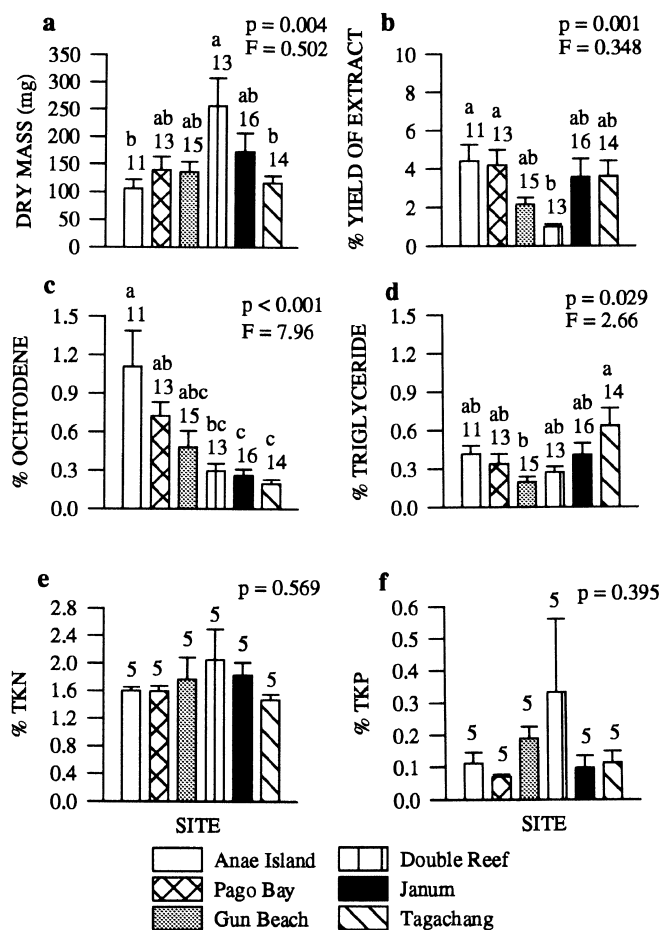 a
p = 0.004
F = 0.502
DRY MASS (mg)
350
300
250
200
150
100
50
0
b
11
ab
13
ab
15
a
13
ab
16
b
14
b
p = 0.001
F = 0.348
% YIELD OF EXTRACT
10
8
6
4
2
0
a
11
a
13
ab
15
b
13
ab
16
ab
14
c
p < 0.001
F = 7.96
% OCHTODENE
1.5
1.2
0.9
0.6
0.3
0.0
a
11
ab
13
abc
15
bc
13
c
16
c
14
d
p = 0.029
F = 2.66
% TRIGLYCERIDE
1.5
1.2
0.9
0.6
0.3
0.0
ab
11
ab
13
b
15
ab
13
ab
16
a
14
e
p = 0.569
% TKN
2.8
2.4
2.0
1.6
1.2
0.8
0.4
0.0
5
5
5
5
5
5
SITE
f
p = 0.395
% TKP
0.6
0.5
0.4
0.3
0.2
0.1
0.0
5
5
5
5
5
5
SITE
Anae Island
Double Reef
Pago Bay
Janum
Gun Beach
Tagachang